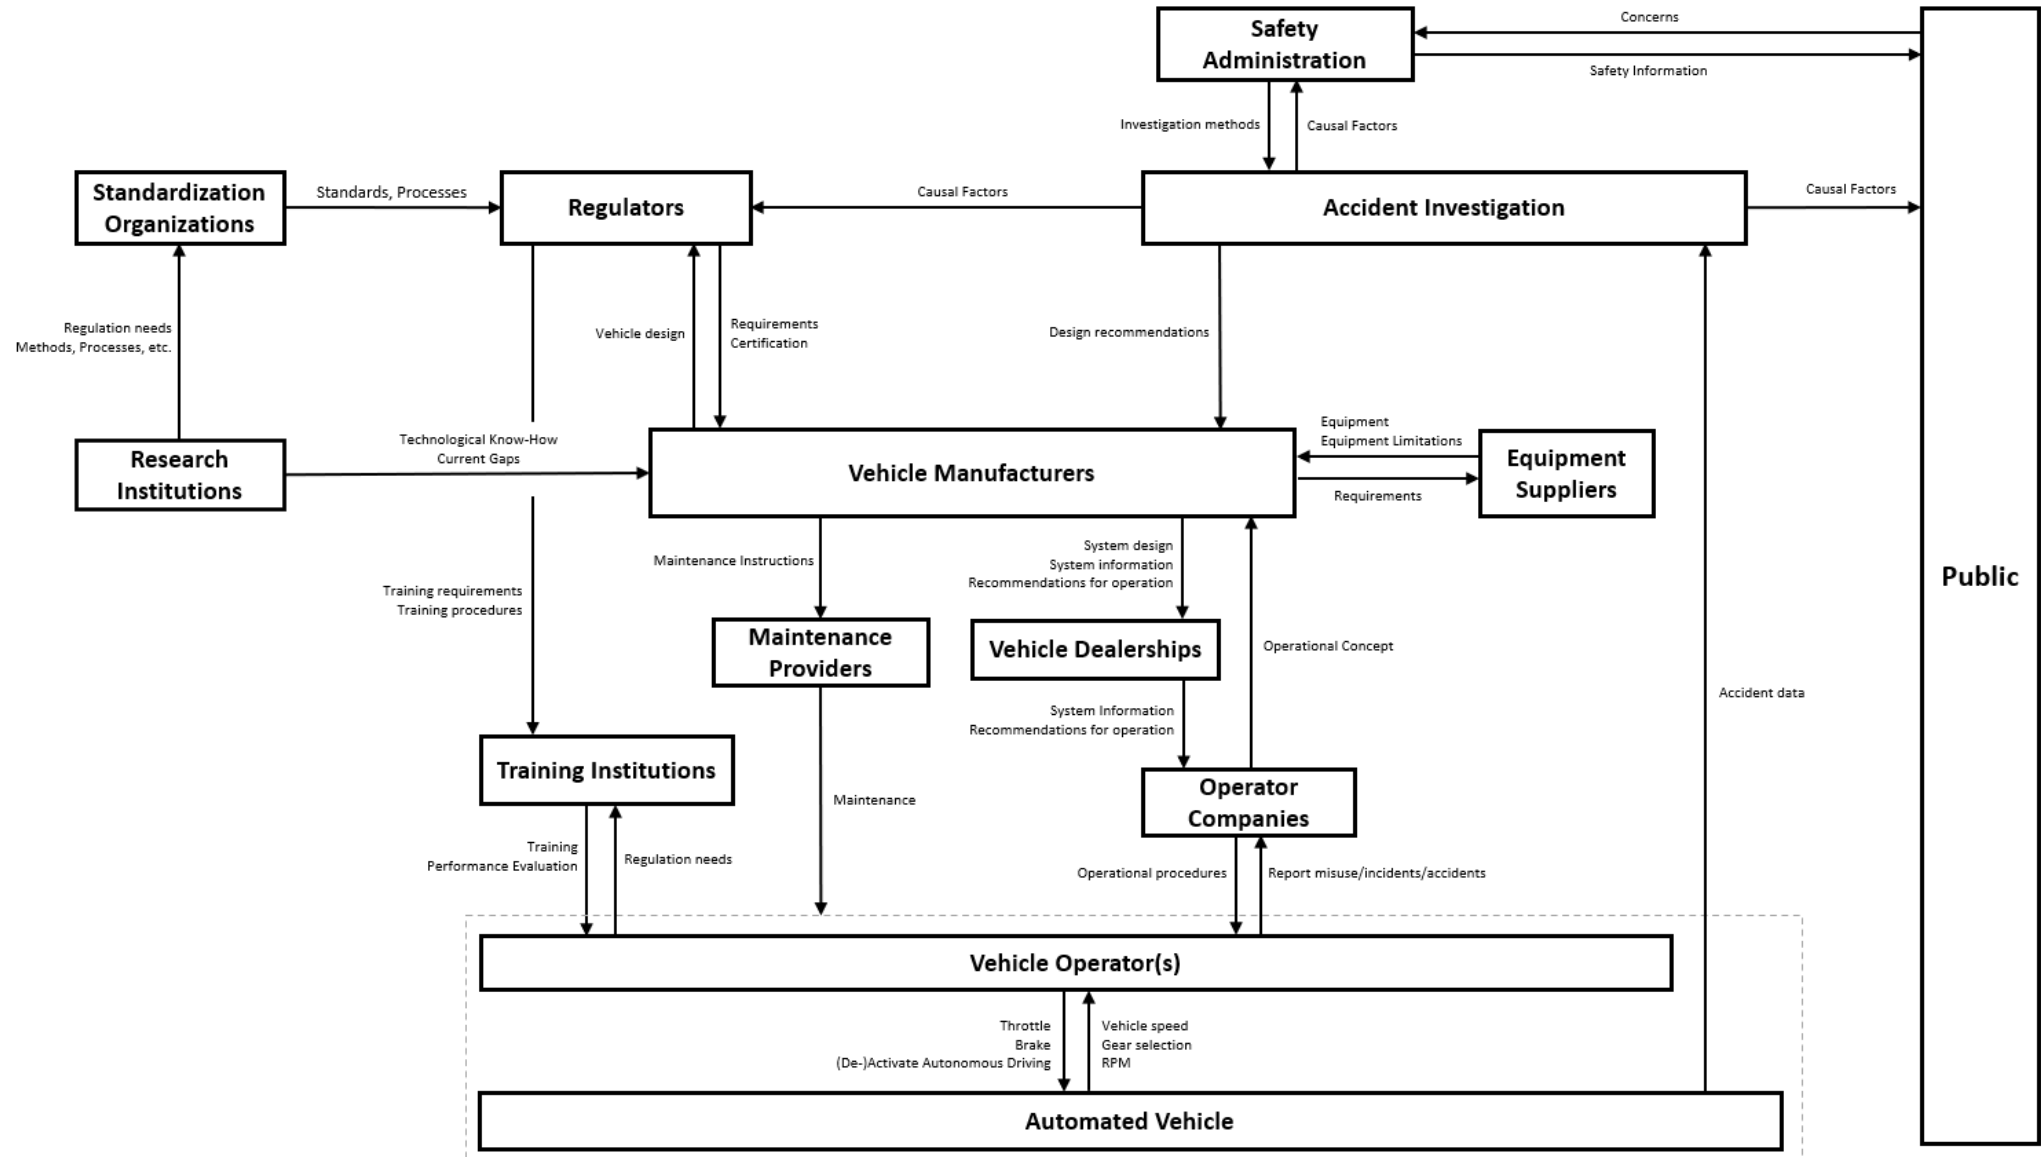 Safety
Administration
Concerns
Safety Information
Investigation methods
Causal Factors
Standardization
Organizations
Standards, Processes
Regulators
Causal Factors
Accident Investigation
Causal Factors
Regulation needs
Methods, Processes, etc.
Vehicle design
Requirements
Certification
Design recommendations
Research
Institutions
Technological Know-How
Current Gaps
Vehicle Manufacturers
Equipment
Equipment Limitations
Requirements
Equipment
Suppliers
Public
Maintenance Instructions
System design
System information
Recommendations for operation
Training requirements
Training procedures
Maintenance
Providers
Vehicle Dealerships
Operational Concept
Accident data
System Information
Recommendations for operation
Training Institutions
Maintenance
Operator
Companies
Training
Performance Evaluation
Regulation needs
Operational procedures
Report misuse/incidents/accidents
Vehicle Operator(s)
Throttle
Brake
(De-)Activate Autonomous Driving
Vehicle speed
Gear selection
RPM
Automated Vehicle